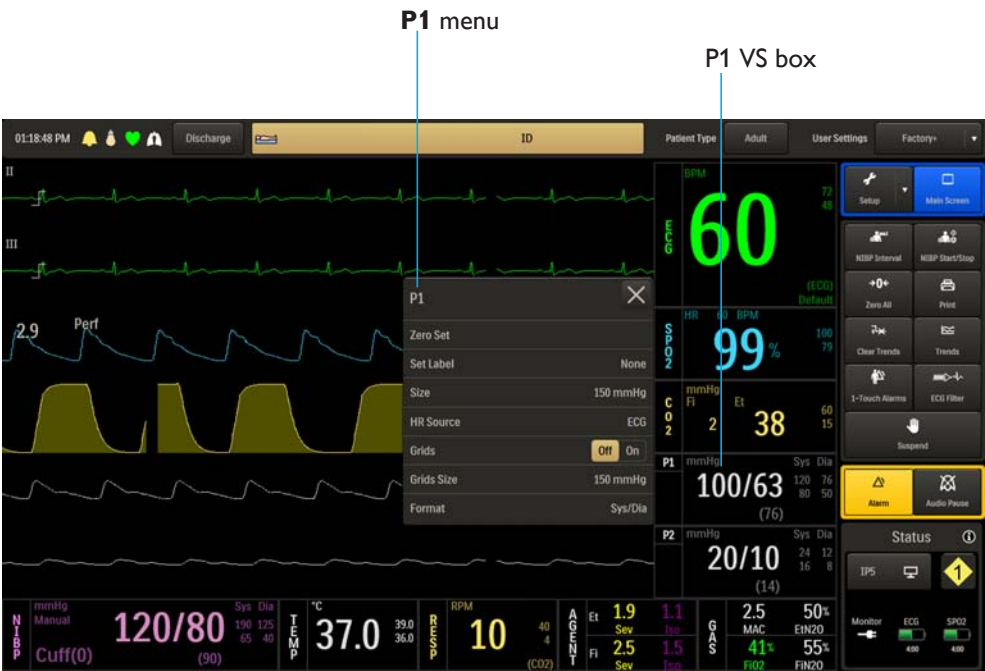 P1 menu
P1 VS box
01:18:48 PM Discharge ID Patient Type Adult User Settings Factory+
II
III
2.9 Perf
P1
Zero Set
Set Label None
Size 150 mmHg
HR Source ECG
Grids Off On
Grids Size 150 mmHg
Format Sys/Dia
ECG
BPM
60
72
48
(ECG)
Default
SPO2
HR 60 BPM
99%
100
79
CO2
mmHg
Fi Et
2 38
60
15
P1 mmHg Sys Dia
100/63
120 76
80 50
(76)
P2 mmHg Sys Dia
20/10
24 12
16 8
(14)
Setup Main Screen
NIBP Interval NIBP Start/Stop
→0← Zero All Print
Clear Trends Trends
1-Touch Alarms ECG Filter
Suspend
Alarm Audio Pause
Status
IP5 1
Monitor ECG SPO2
4:00 4:00
NIBP
mmHg
Manual
120/80
Sys Dia
190 125
65 40
Cuff(0) (90)
TEMP
°C
37.0
39.0
36.0
RESP
RPM
10
40
4
(CO2)
AGENT
Et 1.9 1.1
Sev Iso
Fi 2.5 1.5
Sev Iso
GAS
2.5 50%
MAC EtN2O
41% 55%
FiO2 FiN2O